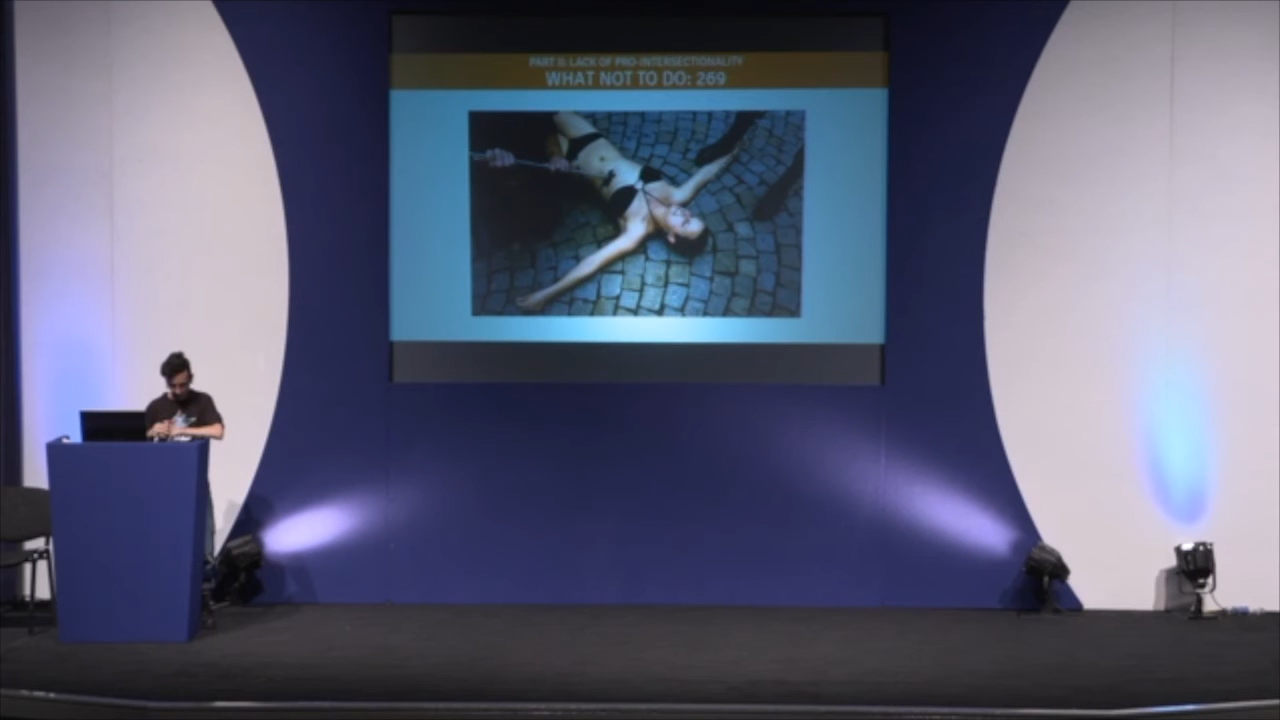 PART II: LACK OF PRO-INTERSECTIONALITY
WHAT NOT TO DO: 269